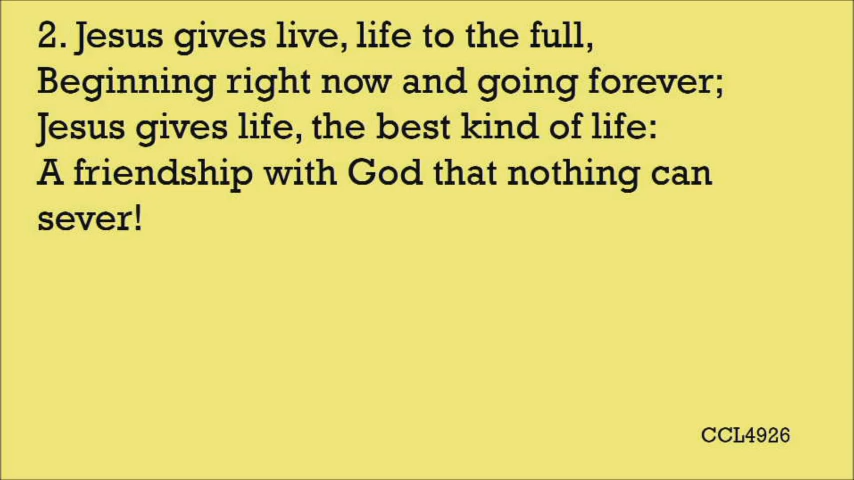 2. Jesus gives live, life to the full,
Beginning right now and going forever;
Jesus gives life, the best kind of life:
A friendship with God that nothing can
sever!
CCL4926